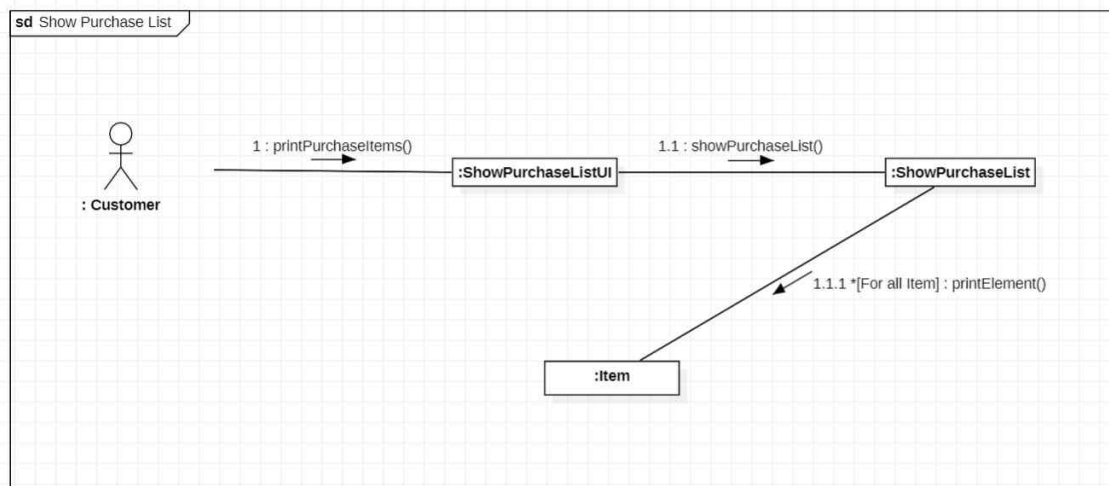 sd Show Purchase List
1 : printPurchaseItems()
1.1 : showPurchaseList()
:ShowPurchaseListUI
:ShowPurchaseList
: Customer
1.1.1 *[For all Item] : printElement()
:Item